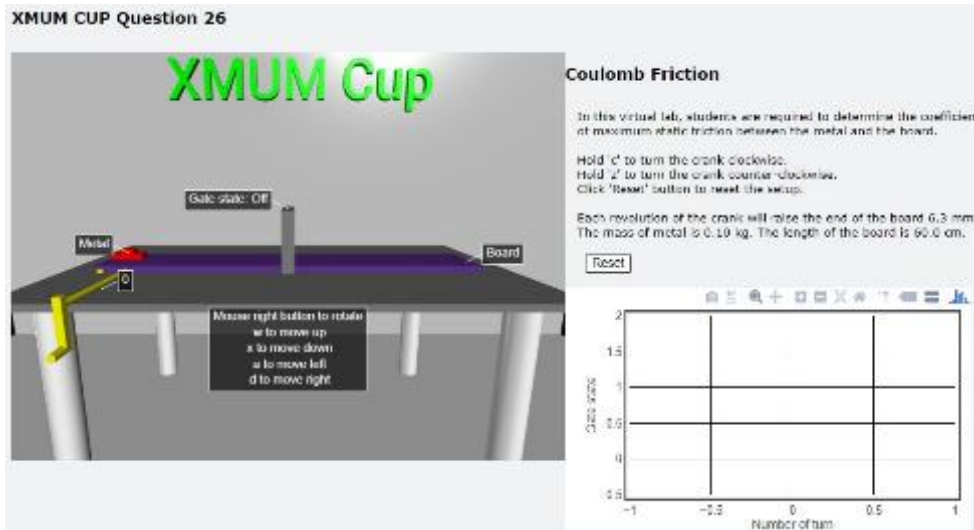 XMUM CUP Question 26
XMUM Cup
Gate state: Off
Metal
Board
0
Mouse right button to rotate
w to move up
x to move down
a to move left
d to move right
Coulomb Friction
In this virtual lab, students are required to determine the coefficien
of maximum static friction between the metal and the board.
Hold 'c' to turn the crank clockwise.
Hold 'z' to turn the crank counter-clockwise.
Click 'Reset' button to reset the setup.
Each revolution of the crank will raise the end of the board 6.3 mm
The mass of metal is 0.10 kg. The length of the board is 60.0 cm.
Reset
2
1.5
1
0.5
0
0.5
Gate state
−1
−0.5
0
0.5
1
Number of turn